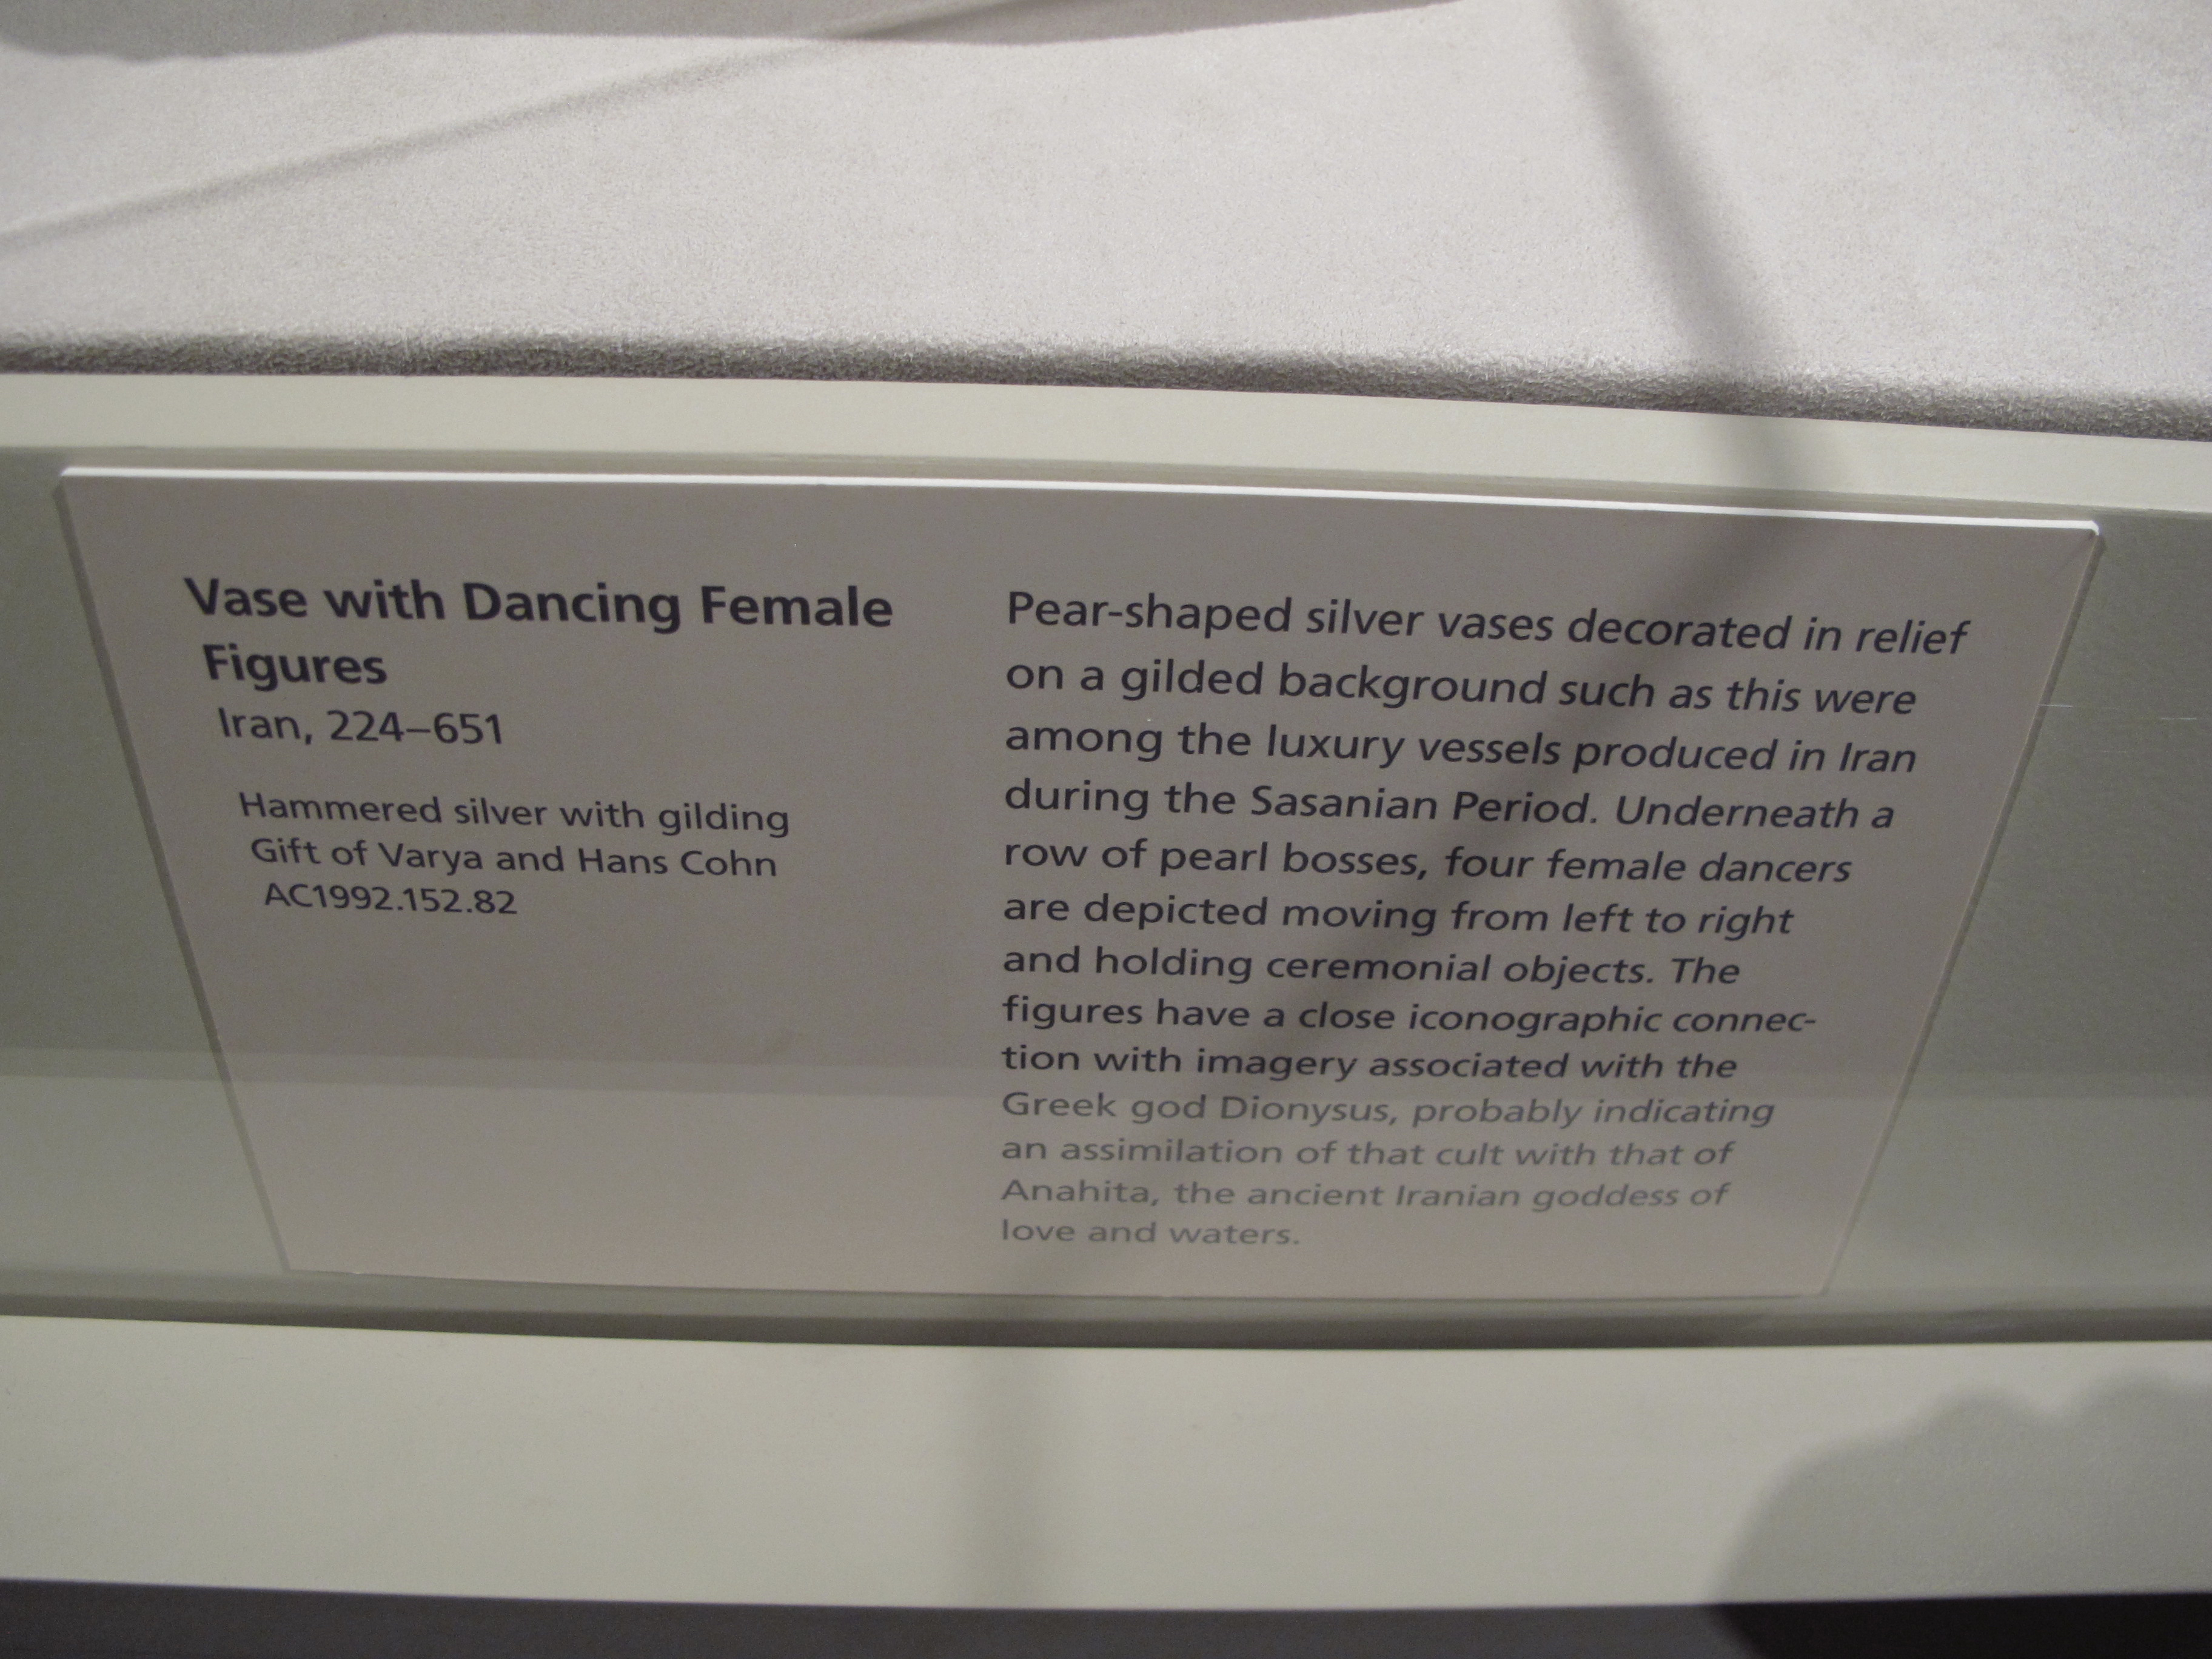 Vase with Dancing Female
Figures
Iran, 224–651
Hammered silver with gilding
Gift of Varya and Hans Cohn
AC1992.152.82
Pear-shaped silver vases decorated in relief
on a gilded background such as this were
among the luxury vessels produced in Iran
during the Sasanian Period. Underneath a
row of pearl bosses, four female dancers
are depicted moving from left to right
and holding ceremonial objects. The
figures have a close iconographic connec-
tion with imagery associated with the
Greek god Dionysus, probably indicating
an assimilation of that cult with that of
Anahita, the ancient Iranian goddess of
love and waters.